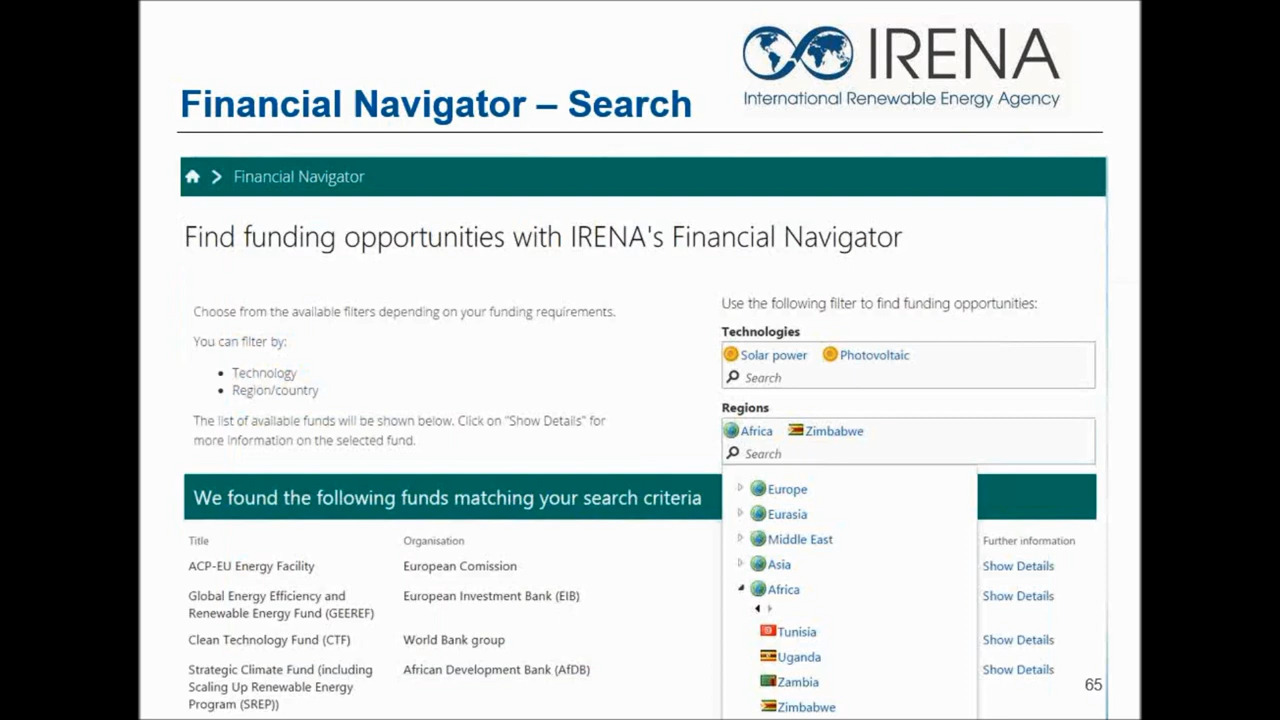 IRENA
International Renewable Energy Agency
Financial Navigator – Search
Financial Navigator
Find funding opportunities with IRENA's Financial Navigator
Choose from the available filters depending on your funding requirements.
You can filter by:
Technology
Region/country
The list of available funds will be shown below. Click on "Show Details" for
more information on the selected fund.
Use the following filter to find funding opportunities:
Technologies
Solar power Photovoltaic
Search
Regions
Africa Zimbabwe
Search
Europe
Eurasia
Middle East
Asia
Africa
Tunisia
Uganda
Zambia
Zimbabwe
We found the following funds matching your search criteria
Title Organisation Further information
ACP-EU Energy Facility European Comission Show Details
Global Energy Efficiency and European Investment Bank (EIB) Show Details
Renewable Energy Fund (GEEREF)
Clean Technology Fund (CTF) World Bank group Show Details
Strategic Climate Fund (including African Development Bank (AfDB) Show Details
Scaling Up Renewable Energy
Program (SREP))
65